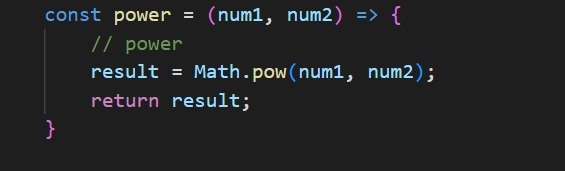 const power = (num1, num2) => {
    // power
    result = Math.pow(num1, num2);
    return result;
}